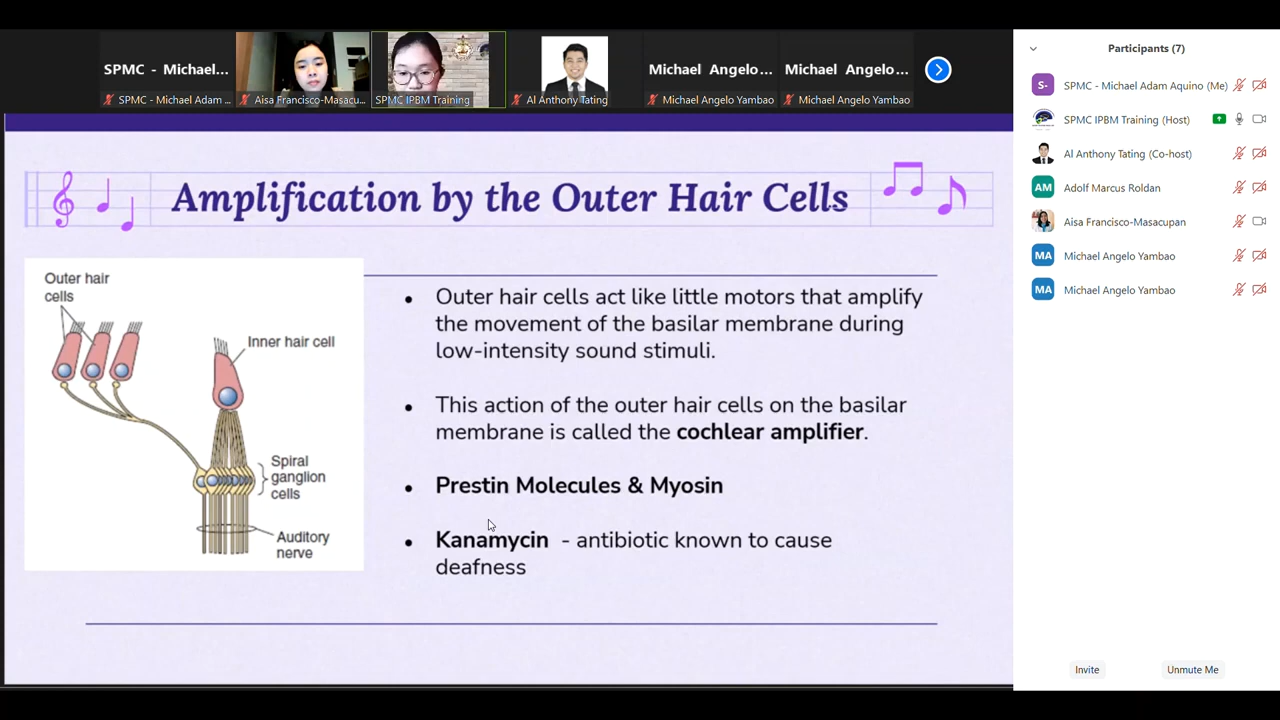 SPMC - Michael...
Michael Angelo...
Michael Angelo...
SPMC - Michael Adam ...
Aisa Francisco-Masacu...
SPMC IPBM Training
Al Anthony Tating
Michael Angelo Yambao
Michael Angelo Yambao
Amplification by the Outer Hair Cells
Outer hair
cells
Inner hair cell
Spiral
ganglion
cells
Auditory
nerve
• Outer hair cells act like little motors that amplify
the movement of the basilar membrane during
low-intensity sound stimuli.
• This action of the outer hair cells on the basilar
membrane is called the cochlear amplifier.
• Prestin Molecules & Myosin
• Kanamycin - antibiotic known to cause
deafness
Participants (7)
S-
SPMC - Michael Adam Aquino (Me)
SPMC IPBM Training (Host)
Al Anthony Tating (Co-host)
AM
Adolf Marcus Roldan
Aisa Francisco-Masacupan
MA
Michael Angelo Yambao
MA
Michael Angelo Yambao
Invite
Unmute Me